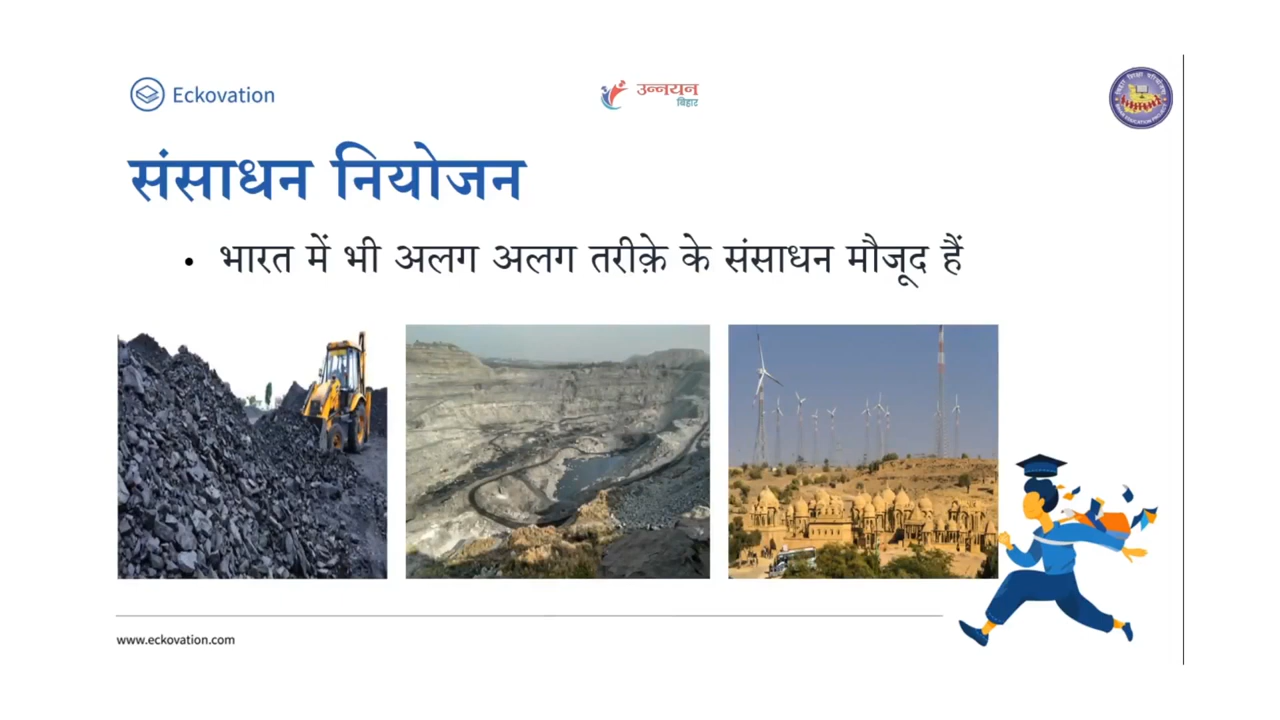 Eckovation
उन्नयन
बिहार
संसाधन नियोजन
• भारत में भी अलग अलग तरीक़े के संसाधन मौजूद हैं
www.eckovation.com